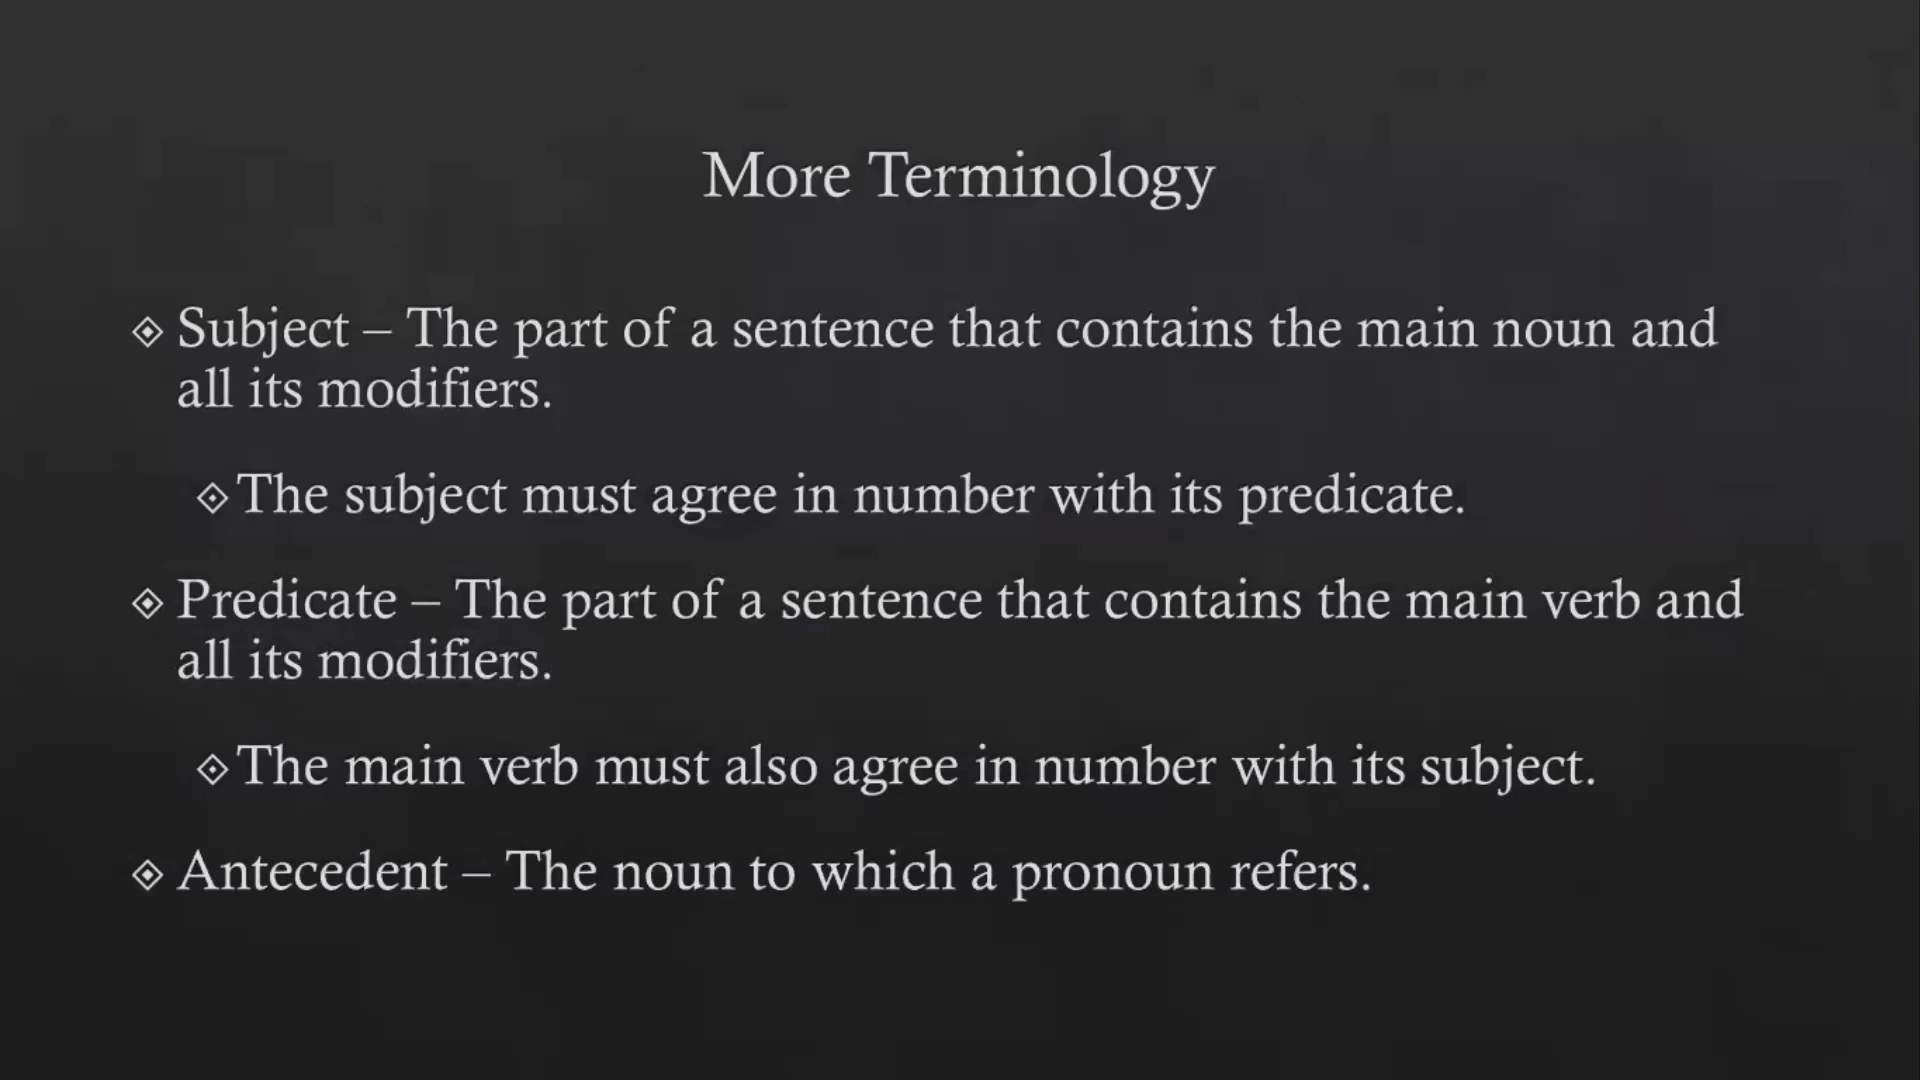 More Terminology
Subject – The part of a sentence that contains the main noun and
all its modifiers.
The subject must agree in number with its predicate.
Predicate – The part of a sentence that contains the main verb and
all its modifiers.
The main verb must also agree in number with its subject.
Antecedent – The noun to which a pronoun refers.